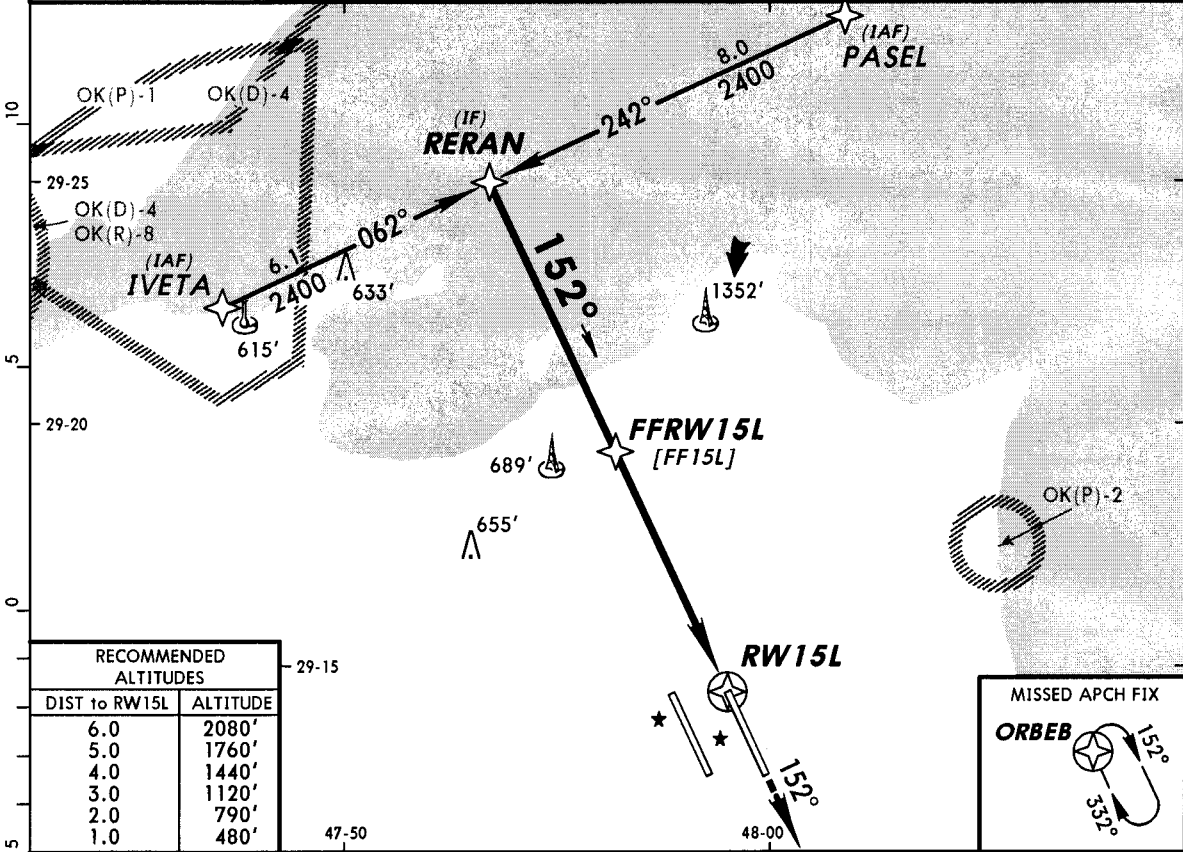 (IAF)
PASEL
8.0
2400
242°
OK(P)-1
OK(D)-4
10
(IF)
RERAN
29-25
OK(D)-4
OK(R)-8
(IAF)
IVETA
6.1
2400
062°
633'
615'
152°
1352'
5
29-20
FFRW15L
[FF15L]
689'
655'
OK(P)-2
0
29-15
RW15L
152°
RECOMMENDED
ALTITUDES
DIST to RW15L ALTITUDE
6.0 2080'
5.0 1760'
4.0 1440'
3.0 1120'
2.0 790'
1.0 480'
5
47-50
48-00
MISSED APCH FIX
ORBEB
152°
332°